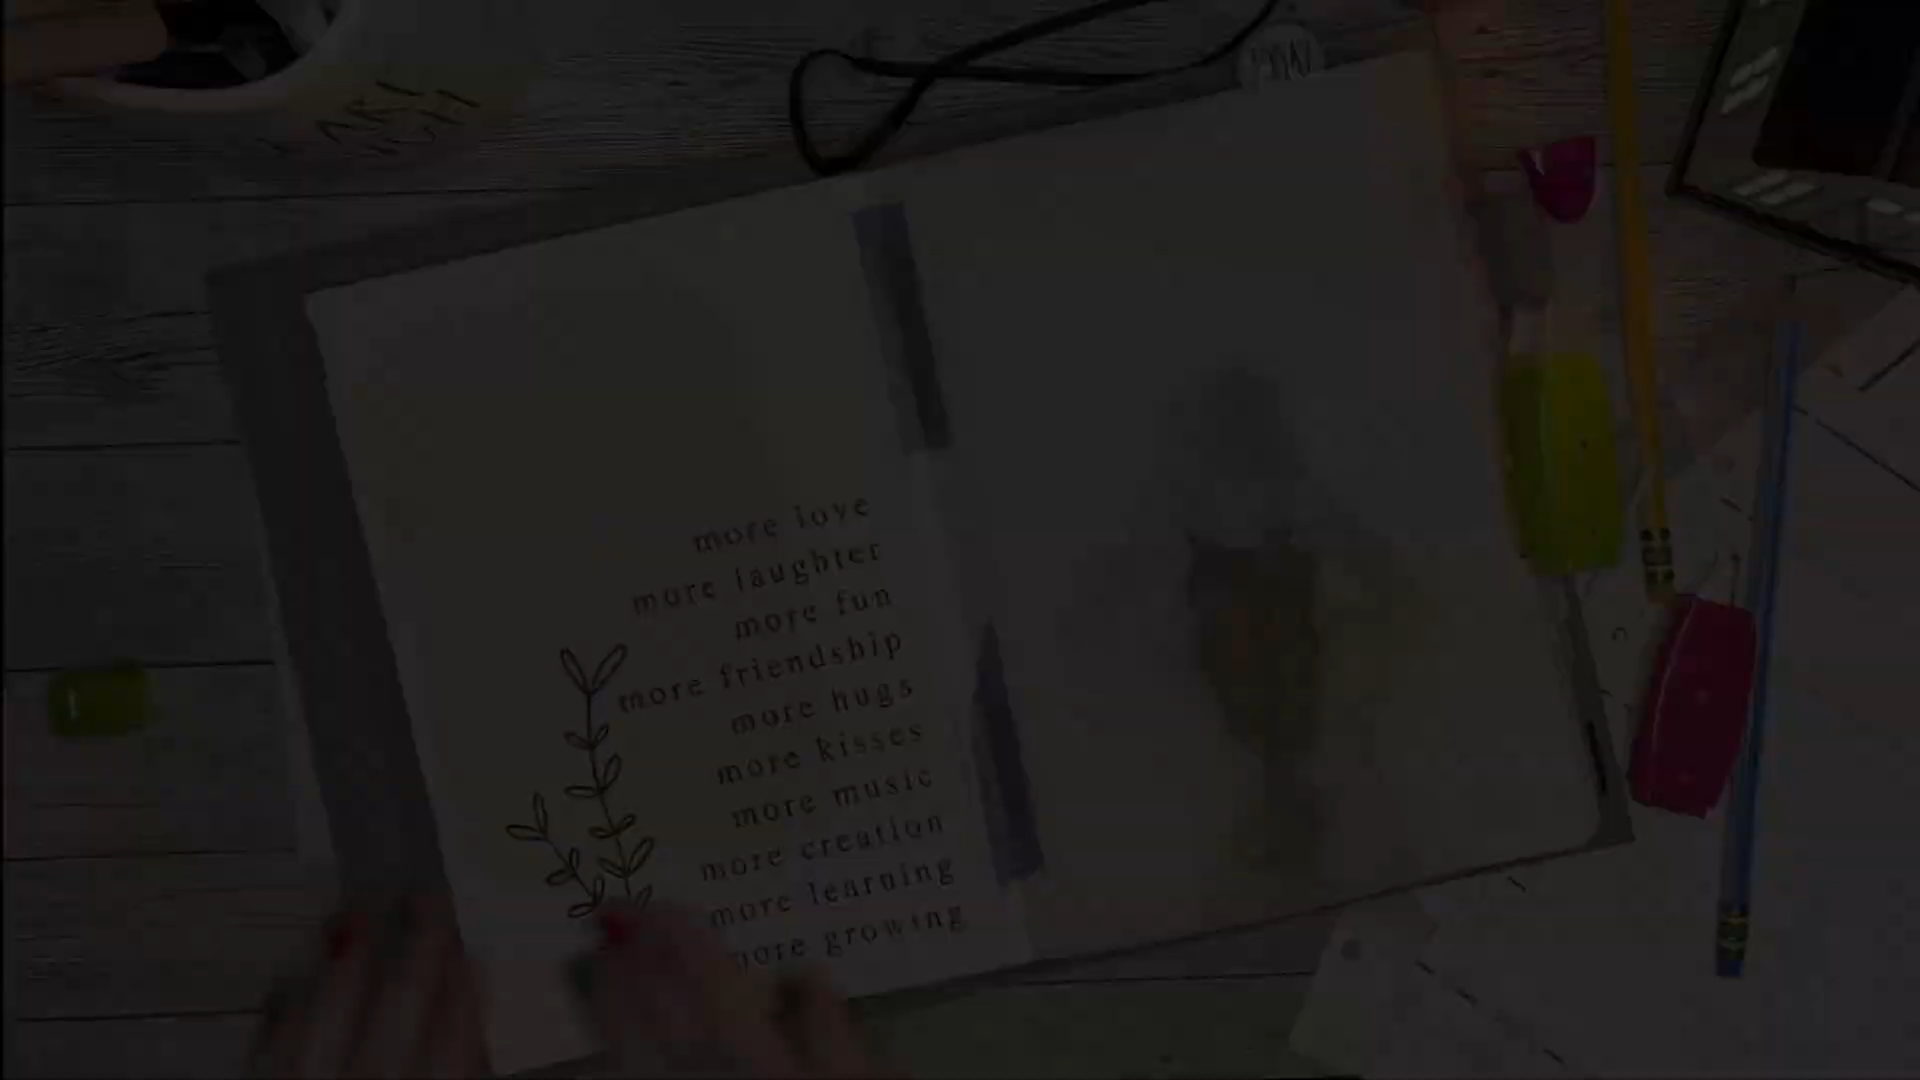 more love
more laughter
more fun
more friendship
more hugs
more kisses
more music
more creation
more learning
more growing